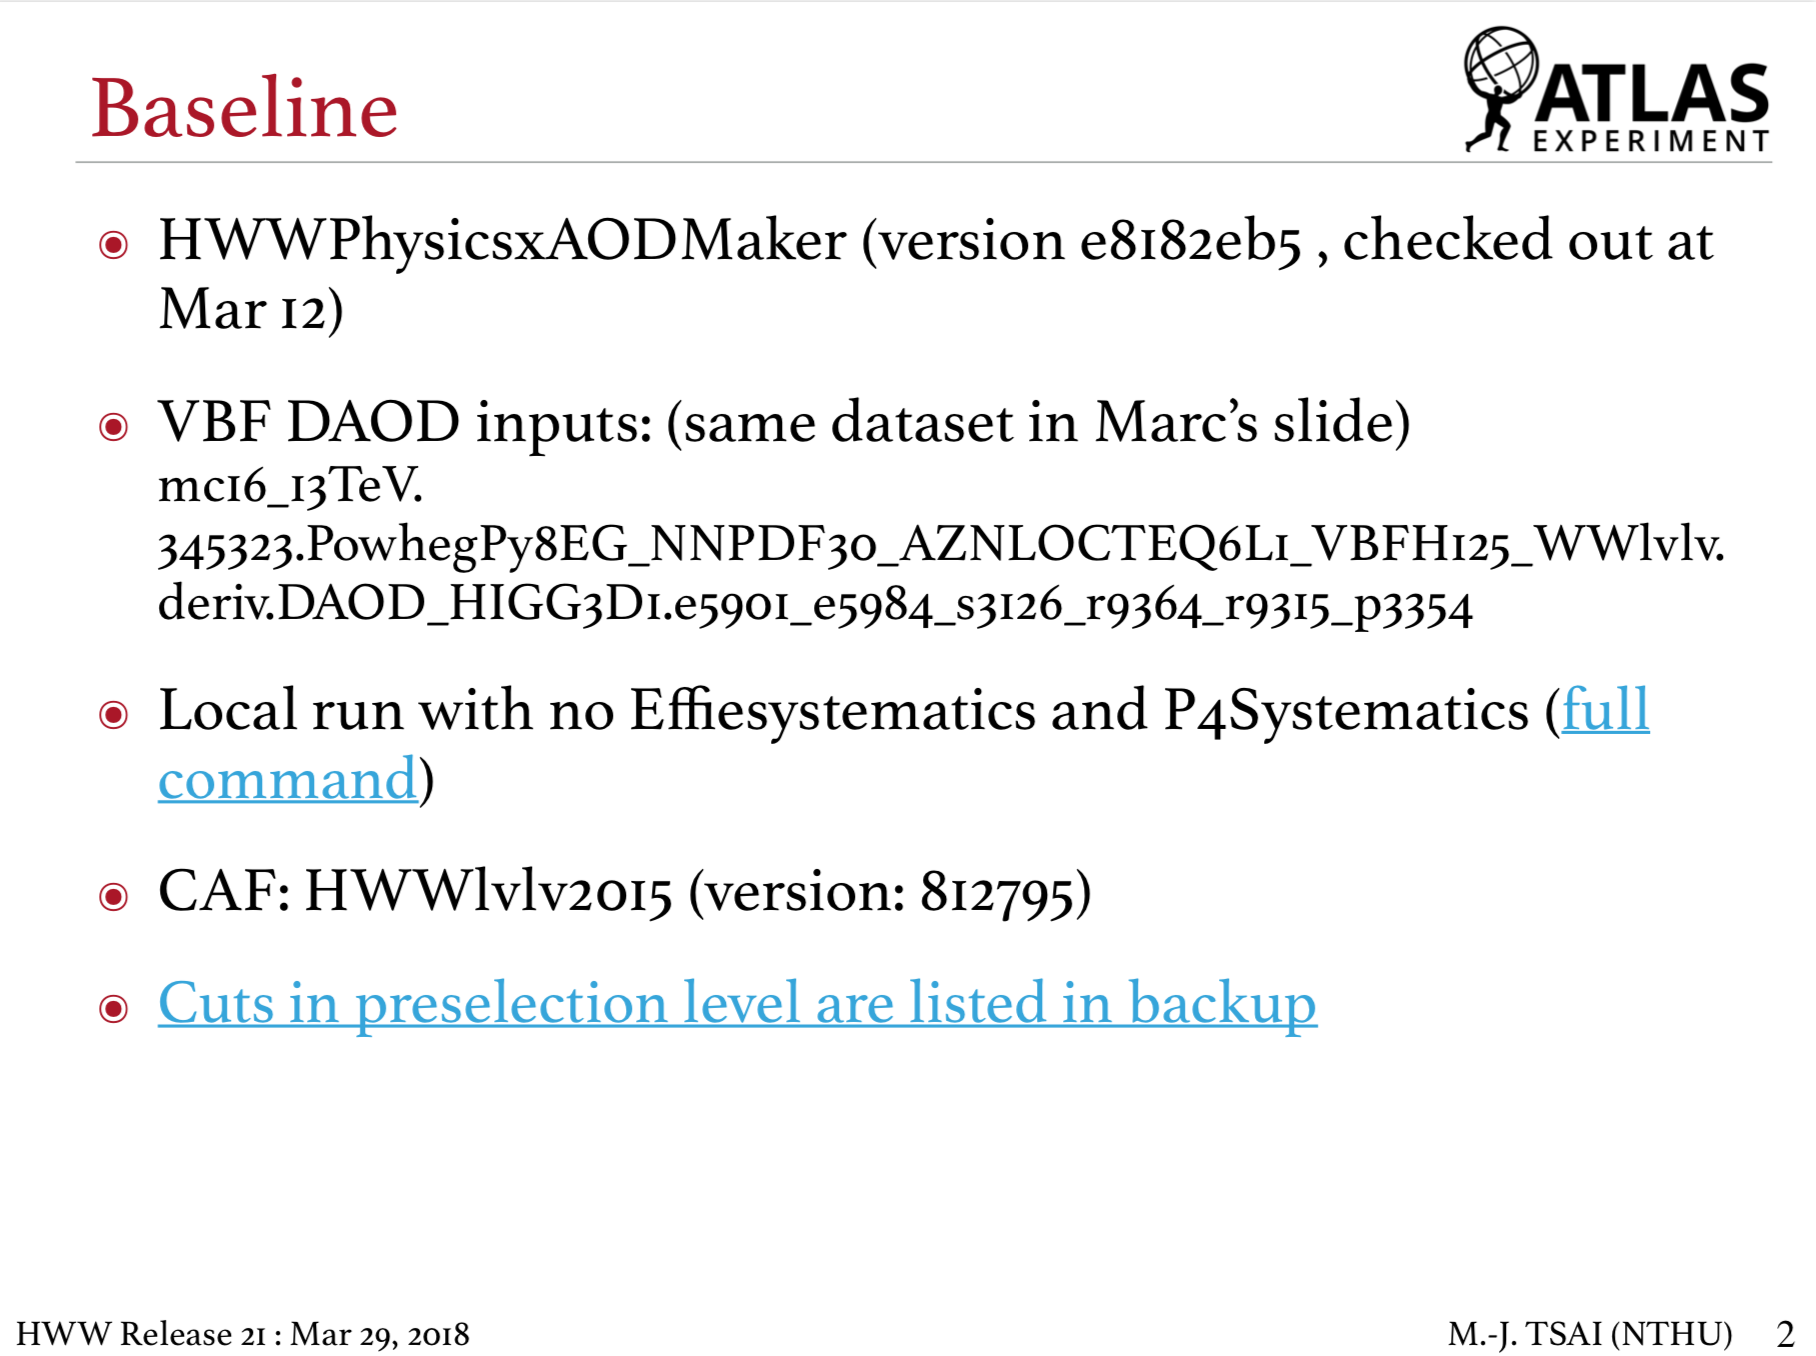 Baseline
ATLAS
EXPERIMENT
HWWPhysicsxAODMaker (version e8182eb5 , checked out at
Mar 12)
VBF DAOD inputs: (same dataset in Marc’s slide)
mc16_13TeV.
345323.PowhegPy8EG_NNPDF30_AZNLOCTEQ6L1_VBFH125_WWlvlv.
deriv.DAOD_HIGG3D1.e5901_e5984_s3126_r9364_r9315_p3354
Local run with no Effiesystematics and P4Systematics (full
command)
CAF: HWWlvlv2015 (version: 812795)
Cuts in preselection level are listed in backup
HWW Release 21 : Mar 29, 2018
M.-J. TSAI (NTHU) 2